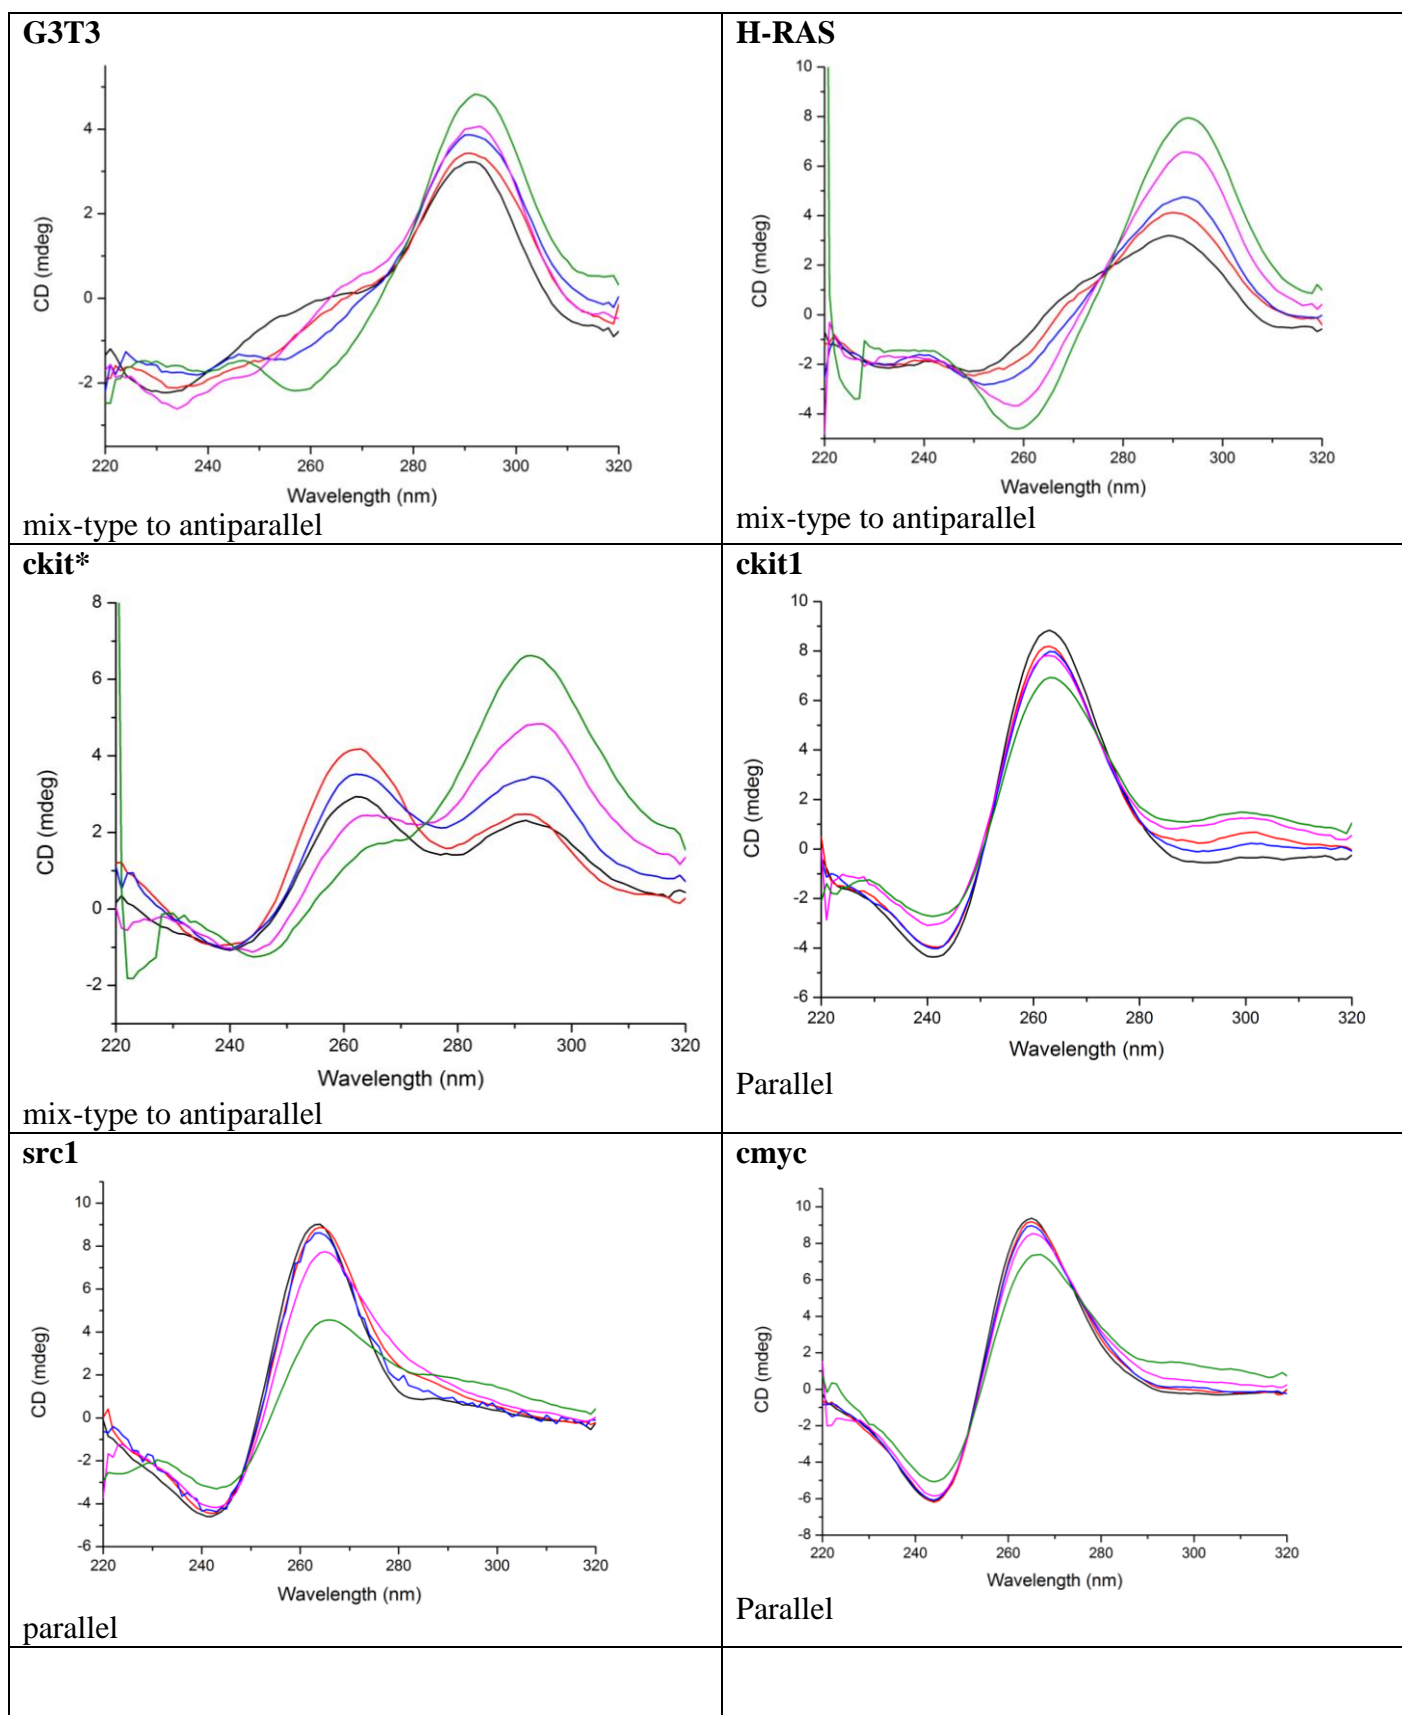 G3T3
4
2
0
-2
CD (mdeg)
220 240 260 280 300 320
Wavelength (nm)
mix-type to antiparallel
H-RAS
10
8
6
4
2
0
-2
-4
CD (mdeg)
220 240 260 280 300 320
Wavelength (nm)
mix-type to antiparallel
ckit*
8
6
4
2
0
-2
CD (mdeg)
220 240 260 280 300 320
Wavelength (nm)
mix-type to antiparallel
ckit1
10
8
6
4
2
0
-2
-4
-6
CD (mdeg)
220 240 260 280 300 320
Wavelength (nm)
Parallel
src1
10
8
6
4
2
0
-2
-4
-6
CD (mdeg)
220 240 260 280 300 320
Wavelength (nm)
parallel
cmyc
10
8
6
4
2
0
-2
-4
-6
-8
CD (mdeg)
220 240 260 280 300 320
Wavelength (nm)
Parallel